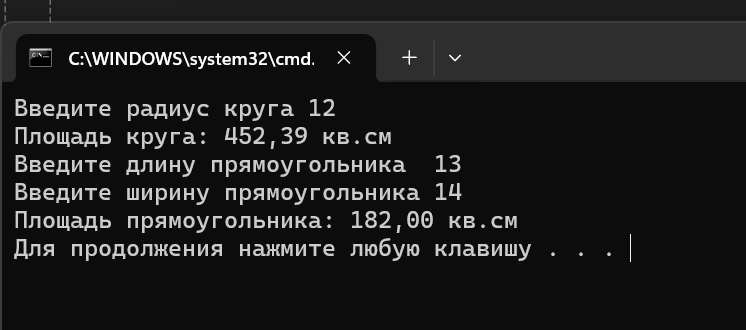 C:\WINDOWS\system32\cmd.
Введите радиус круга 12
Площадь круга: 452,39 кв.см
Введите длину прямоугольника  13
Введите ширину прямоугольника 14
Площадь прямоугольника: 182,00 кв.см
Для продолжения нажмите любую клавишу . . .